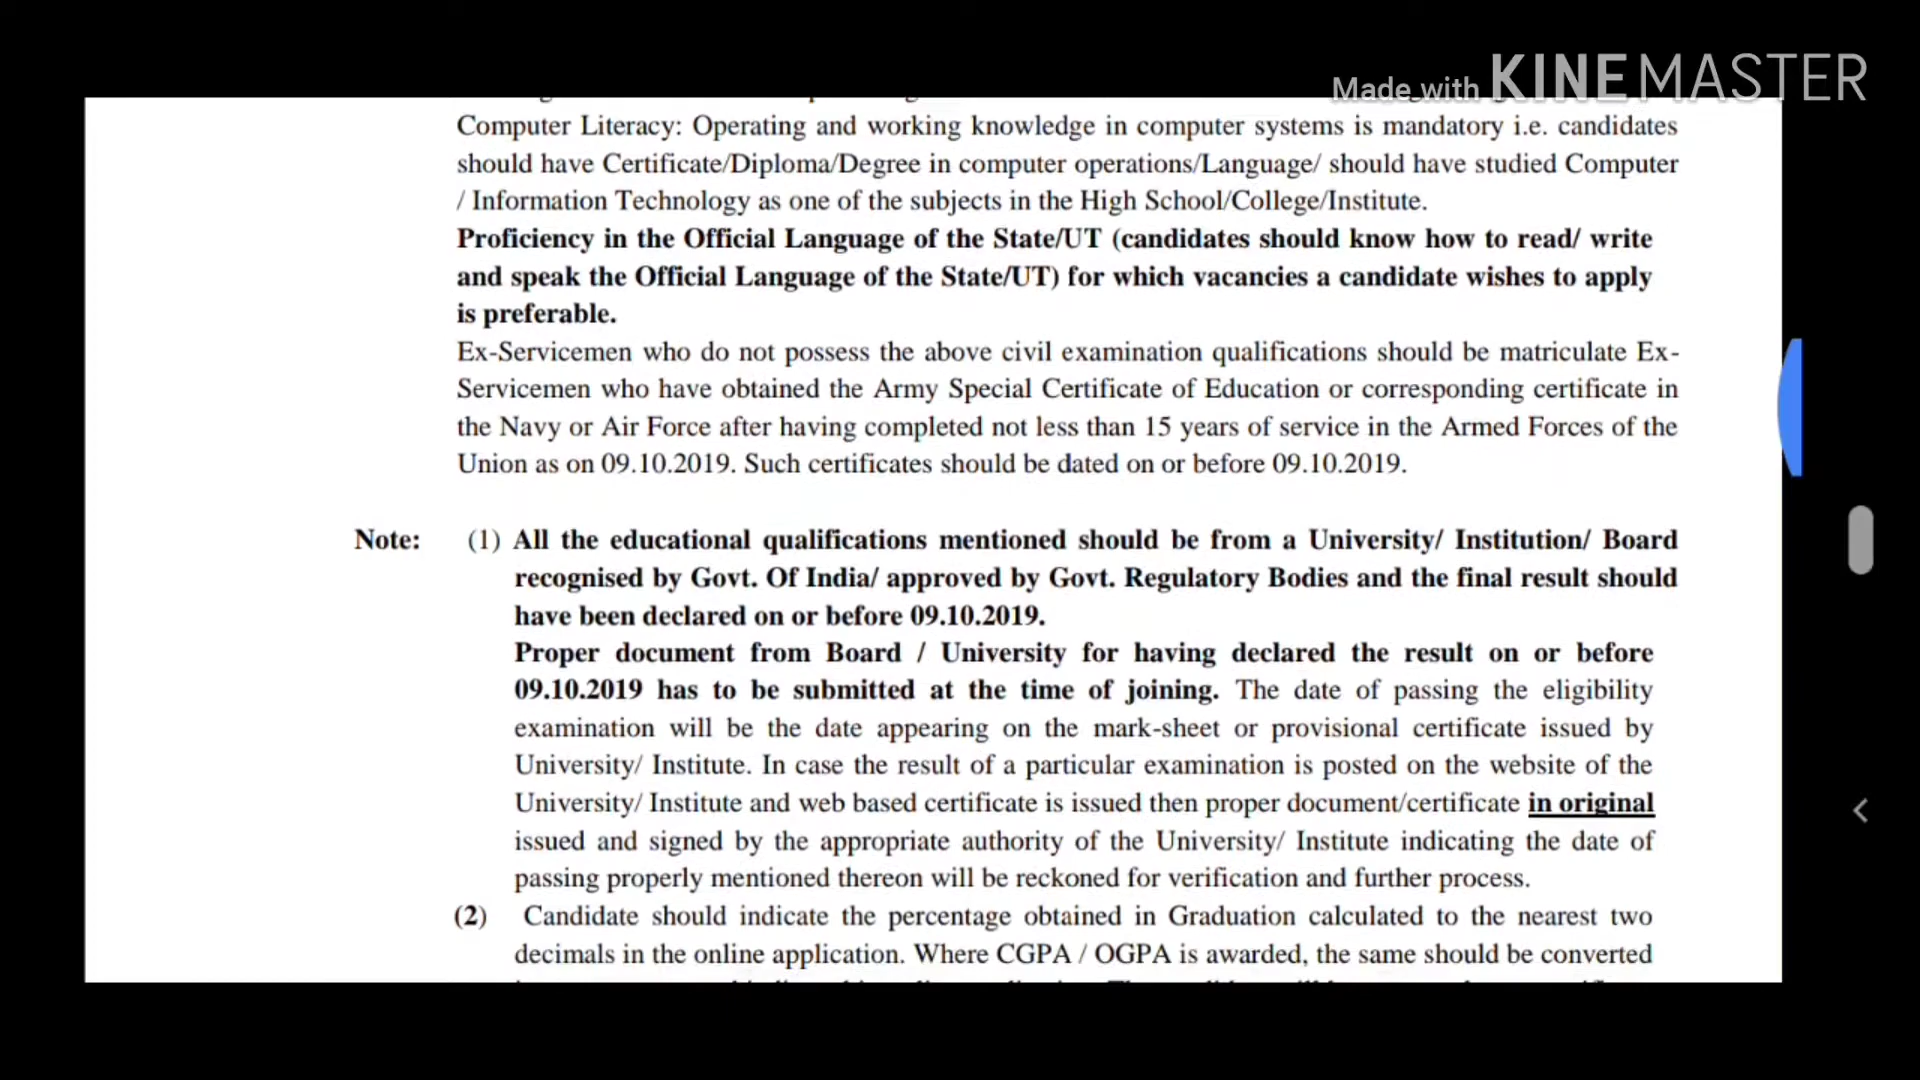 Made with KINEMASTER
Computer Literacy: Operating and working knowledge in computer systems is mandatory i.e. candidates
should have Certificate/Diploma/Degree in computer operations/Language/ should have studied Computer
/ Information Technology as one of the subjects in the High School/College/Institute.
Proficiency in the Official Language of the State/UT (candidates should know how to read/ write
and speak the Official Language of the State/UT) for which vacancies a candidate wishes to apply
is preferable.
Ex-Servicemen who do not possess the above civil examination qualifications should be matriculate Ex-
Servicemen who have obtained the Army Special Certificate of Education or corresponding certificate in
the Navy or Air Force after having completed not less than 15 years of service in the Armed Forces of the
Union as on 09.10.2019. Such certificates should be dated on or before 09.10.2019.
Note: (1) All the educational qualifications mentioned should be from a University/ Institution/ Board
recognised by Govt. Of India/ approved by Govt. Regulatory Bodies and the final result should
have been declared on or before 09.10.2019.
Proper document from Board / University for having declared the result on or before
09.10.2019 has to be submitted at the time of joining. The date of passing the eligibility
examination will be the date appearing on the mark-sheet or provisional certificate issued by
University/ Institute. In case the result of a particular examination is posted on the website of the
University/ Institute and web based certificate is issued then proper document/certificate in original
issued and signed by the appropriate authority of the University/ Institute indicating the date of
passing properly mentioned thereon will be reckoned for verification and further process.
(2) Candidate should indicate the percentage obtained in Graduation calculated to the nearest two
decimals in the online application. Where CGPA / OGPA is awarded, the same should be converted